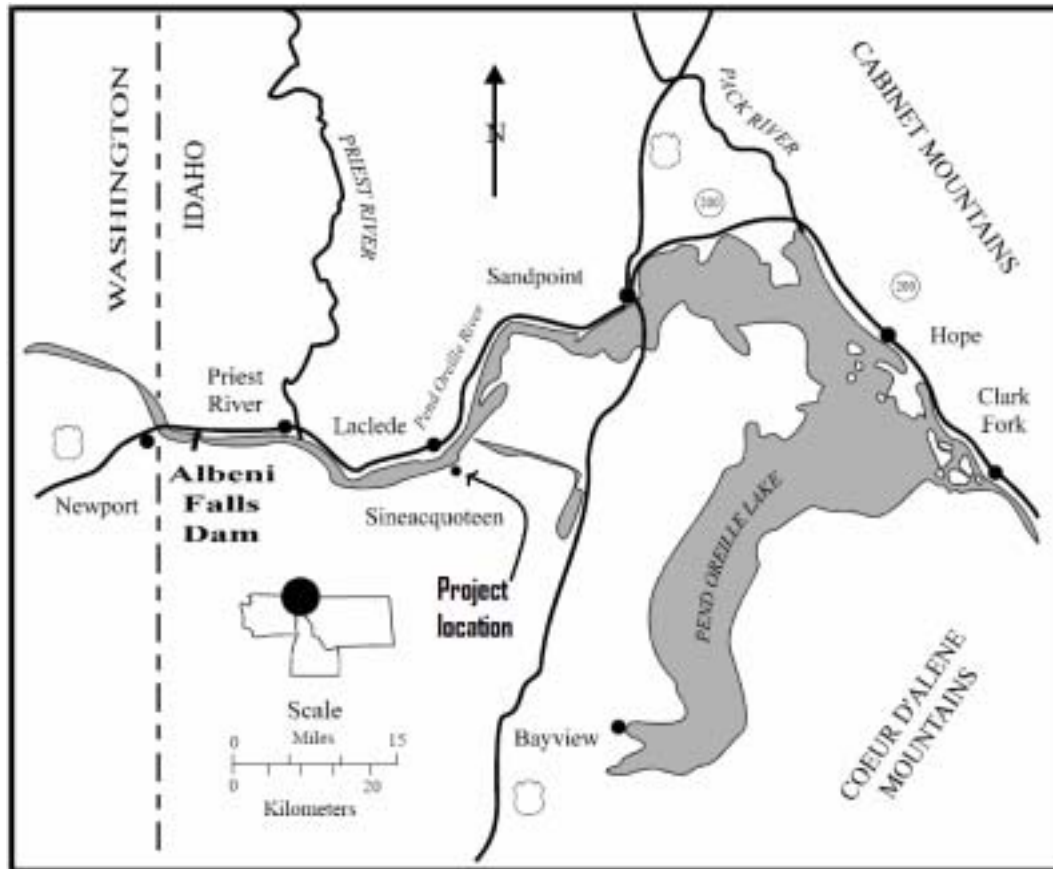 WASHINGTON
IDAHO
PRIEST RIVER
N
PACK RIVER
CABINET MOUNTAINS
200
Sandpoint
200
Hope
Pend Oreille River
Priest
River
Laclede
Clark
Fork
Newport
Albeni
Falls
Dam
Sineacquoteen
Project
location
PEND OREILLE LAKE
Scale
Miles
0 15
0 20
Kilometers
Bayview
COEUR D'ALENE
MOUNTAINS